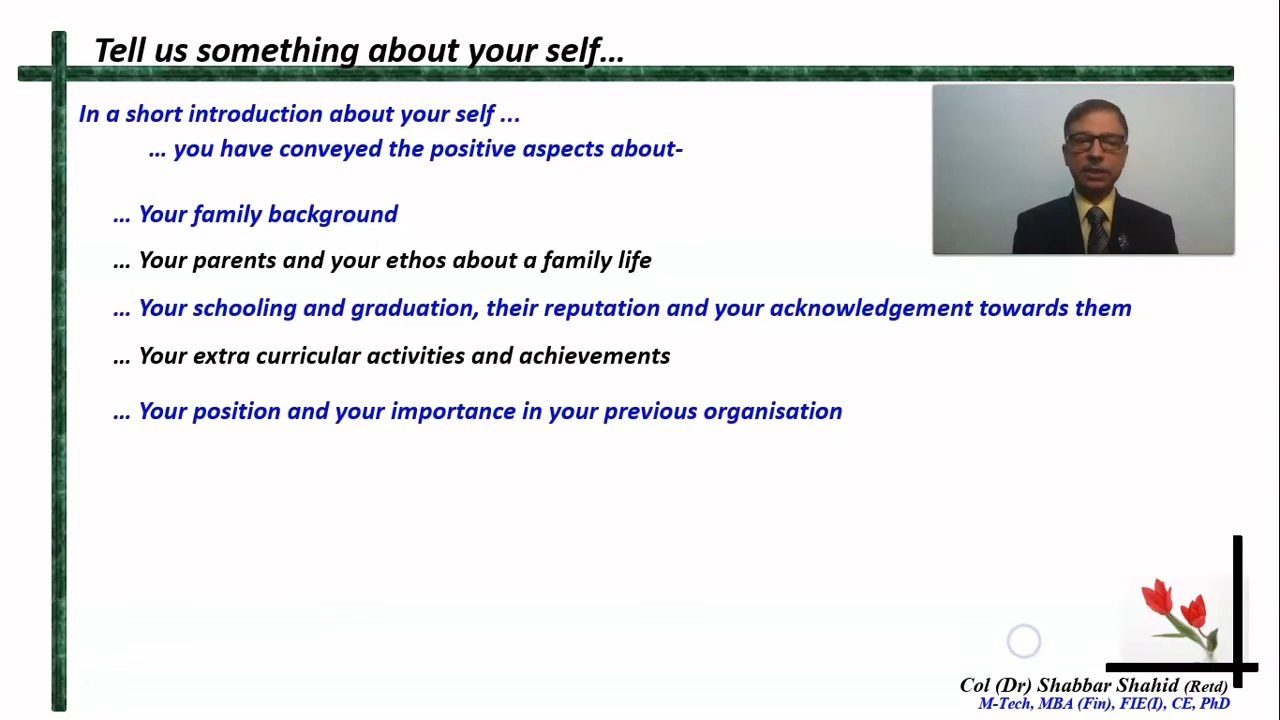 Tell us something about your self...
In a short introduction about your self ...
... you have conveyed the positive aspects about-
... Your family background
... Your parents and your ethos about a family life
... Your schooling and graduation, their reputation and your acknowledgement towards them
... Your extra curricular activities and achievements
... Your position and your importance in your previous organisation
Col (Dr) Shabbar Shahid (Retd)
M-Tech, MBA (Fin), FIE(I), CE, PhD